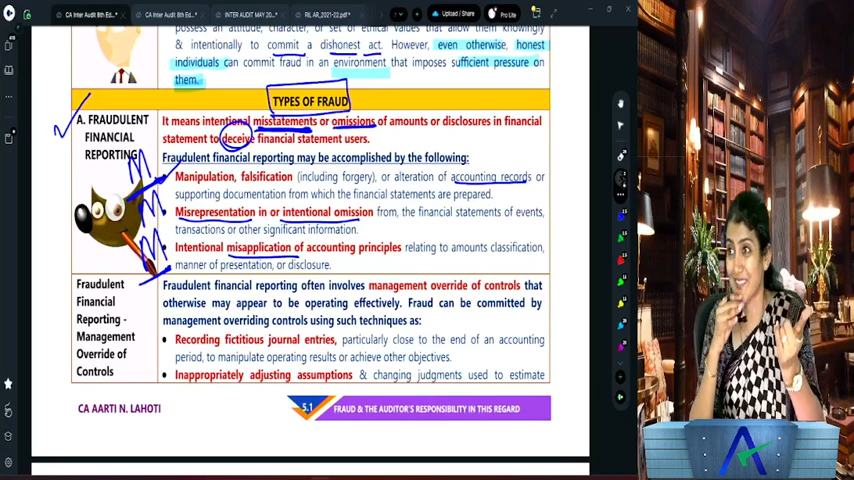 CA Inter Audit 8th Ed...*
CA Inter Audit 8th Ed...*
INTER AUDIT MAY 20...*
RIL AR_2021-22.pdf*
Upload / Share
Pro Lite
possess an attitude, character, or set of ethical values that allow them knowingly
& intentionally to commit a dishonest act. However, even otherwise, honest
individuals can commit fraud in an environment that imposes sufficient pressure on
them.
TYPES OF FRAUD
A. FRAUDULENT
FINANCIAL
REPORTING
It means intentional misstatements or omissions of amounts or disclosures in financial
statement to deceive financial statement users.
Fraudulent financial reporting may be accomplished by the following:
• Manipulation, falsification (including forgery), or alteration of accounting records or
supporting documentation from which the financial statements are prepared.
• Misrepresentation in or intentional omission from, the financial statements of events,
transactions or other significant information.
• Intentional misapplication of accounting principles relating to amounts classification,
manner of presentation, or disclosure.
M
M
M
Fraudulent
Financial
Reporting -
Management
Override of
Controls
Fraudulent financial reporting often involves management override of controls that
otherwise may appear to be operating effectively. Fraud can be committed by
management overriding controls using such techniques as:
• Recording fictitious journal entries, particularly close to the end of an accounting
period, to manipulate operating results or achieve other objectives.
• Inappropriately adjusting assumptions & changing judgments used to estimate
CA AARTI N. LAHOTI
5.1
FRAUD & THE AUDITOR'S RESPONSIBILITY IN THIS REGARD